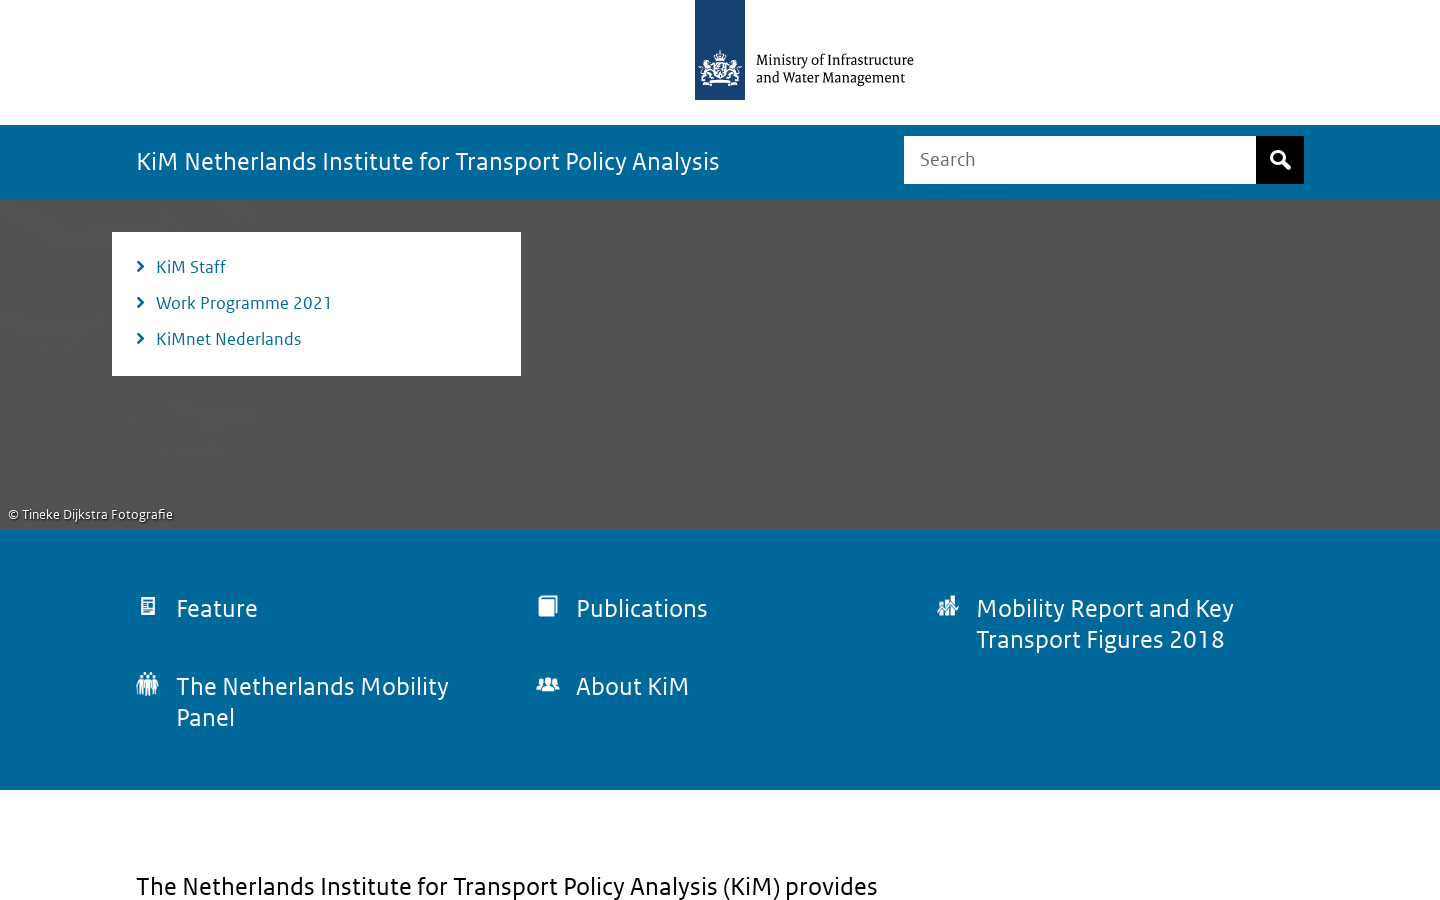 Ministry of Infrastructure
and Water Management
KiM Netherlands Institute for Transport Policy Analysis
Search
KiM Staff
Work Programme 2021
KiMnet Nederlands
© Tineke Dijkstra Fotografie
Feature
Publications
Mobility Report and Key
Transport Figures 2018
The Netherlands Mobility
Panel
About KiM
The Netherlands Institute for Transport Policy Analysis (KiM) provides